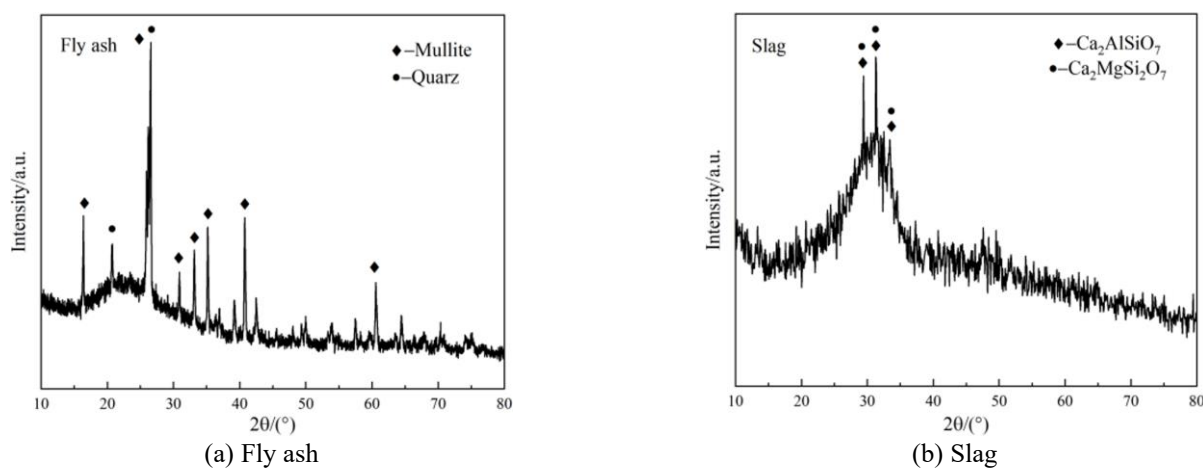 Fly ash
◆–Mullite
●–Quarz
Intensity/a.u.
10 20 30 40 50 60 70 80
2θ/(°)
(a) Fly ash
Slag
◆–Ca₂AlSiO₇
●–Ca₂MgSi₂O₇
Intensity/a.u.
10 20 30 40 50 60 70 80
2θ/(°)
(b) Slag